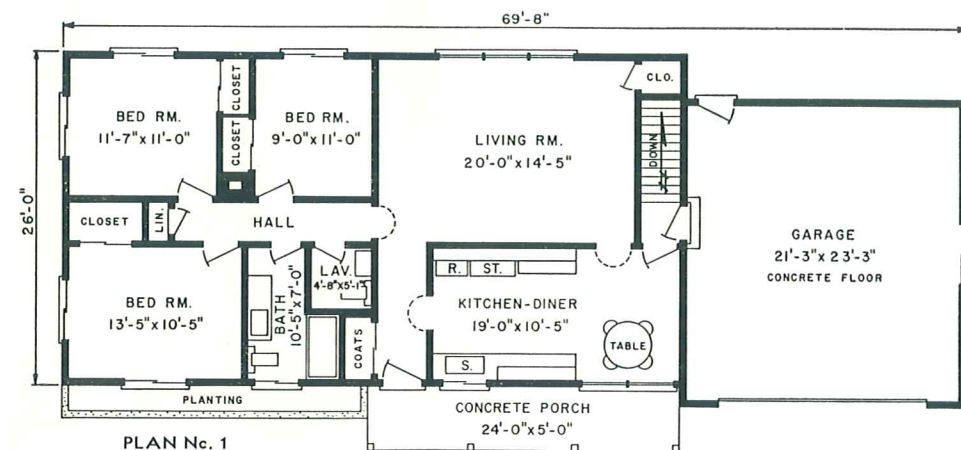 69'-8"
26'-0"
BED RM.
11'-7" x 11'-0"
CLOSET
CLOSET
BED RM.
9'-0" x 11'-0"
LIVING RM.
20'-0" x 14'-5"
CLO.
DOWN
GARAGE
21'-3" x 23'-3"
CONCRETE FLOOR
CLOSET
LIN.
HALL
BED RM.
13'-5" x 10'-5"
BATH
10'-5" x 7'-0"
LAV.
4'-8" x 5'-1"
COATS
R.
ST.
KITCHEN-DINER
19'-0" x 10'-5"
S.
TABLE
PLANTING
CONCRETE PORCH
24'-0" x 5'-0"
PLAN Nc. 1